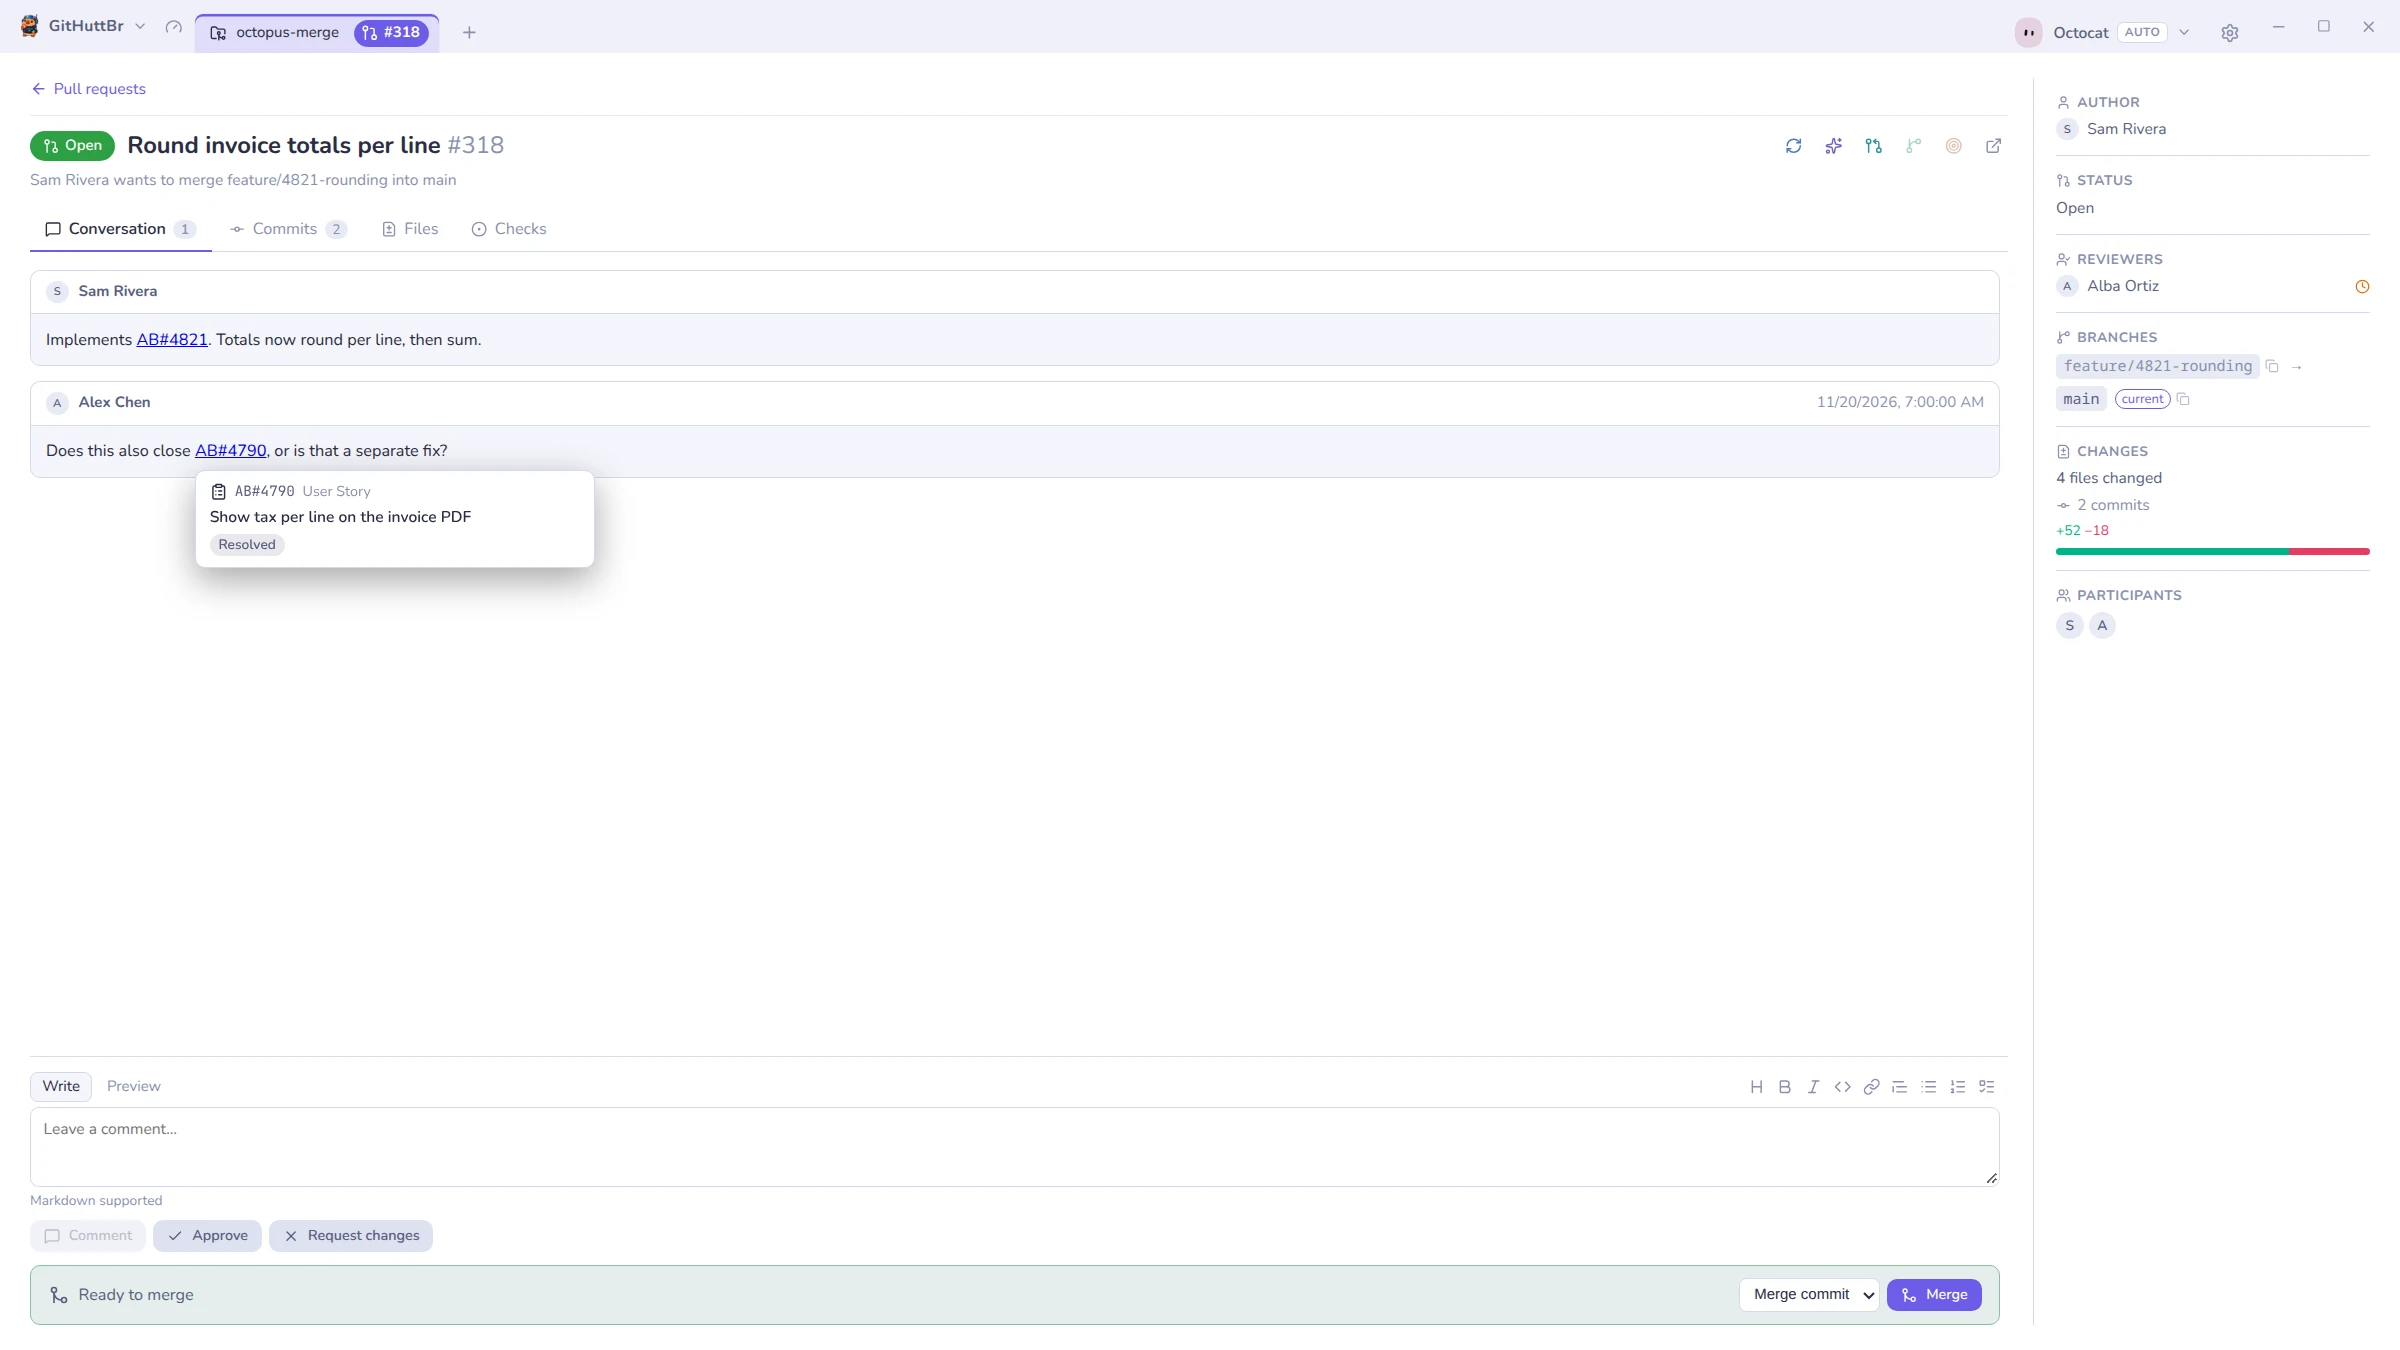 GitHuttBr
octopus-merge #318
Octocat AUTO
Pull requests
Open Round invoice totals per line #318
Sam Rivera wants to merge feature/4821-rounding into main
Conversation 1 Commits 2 Files Checks
S Sam Rivera
Implements AB#4821. Totals now round per line, then sum.
A Alex Chen 11/20/2026, 7:00:00 AM
Does this also close AB#4790, or is that a separate fix?
AB#4790 User Story
Show tax per line on the invoice PDF
Resolved
Write Preview
Leave a comment...
Markdown supported
Comment Approve Request changes
Ready to merge Merge commit Merge
AUTHOR
S Sam Rivera
STATUS
Open
REVIEWERS
A Alba Ortiz
BRANCHES
feature/4821-rounding →
main current
CHANGES
4 files changed
2 commits
+52 −18
PARTICIPANTS
S A